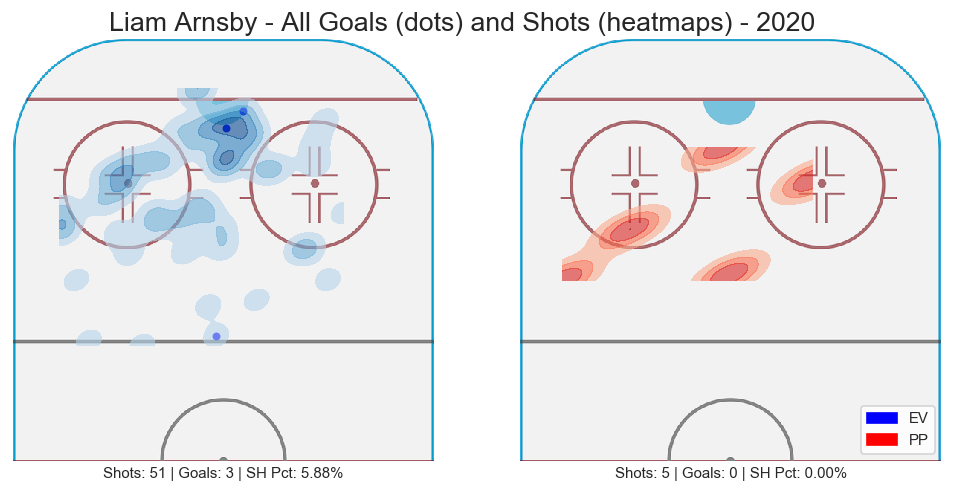 Liam Arnsby - All Goals (dots) and Shots (heatmaps) - 2020
EV
PP
Shots: 51 | Goals: 3 | SH Pct: 5.88%
Shots: 5 | Goals: 0 | SH Pct: 0.00%